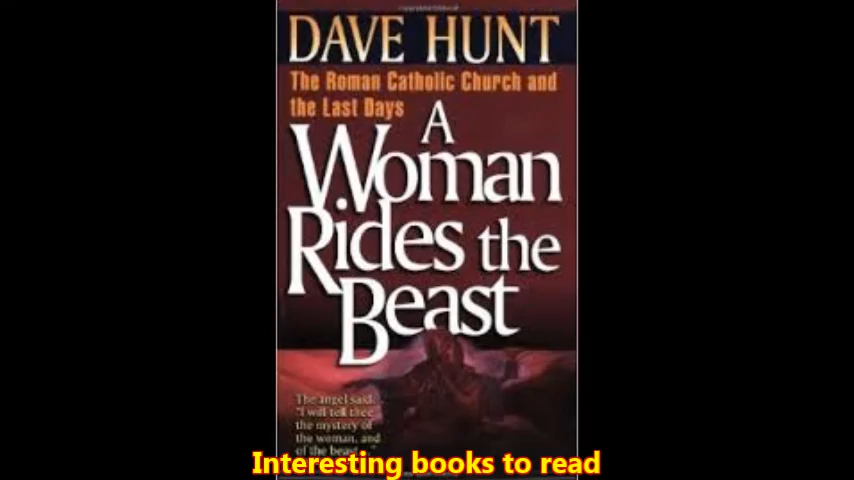 DAVE HUNT
The Roman Catholic Church and
the Last Days
A
Woman
Rides the
Beast
The angel said...
"I will tell thee
the mystery of
the woman, and
of the beast..."
Interesting books to read